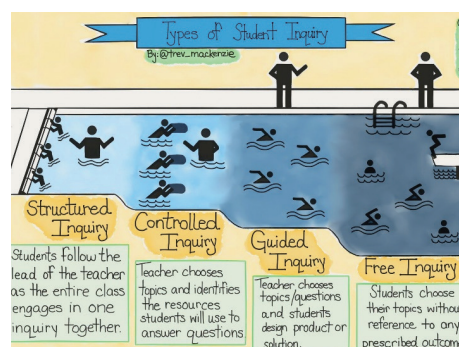 Types of Student Inquiry
By: @trev_mackenzie
Structured
Inquiry
Students follow the
lead of the teacher
as the entire class
engages in one
inquiry together.
Controlled
Inquiry
Teacher chooses
topics and identifies
the resources
students will use to
answer questions
Guided
Inquiry
Teacher chooses
topics/questions
and students
design product or
solution.
Free Inquiry
Students choose
their topics without
reference to any
prescribed outcome